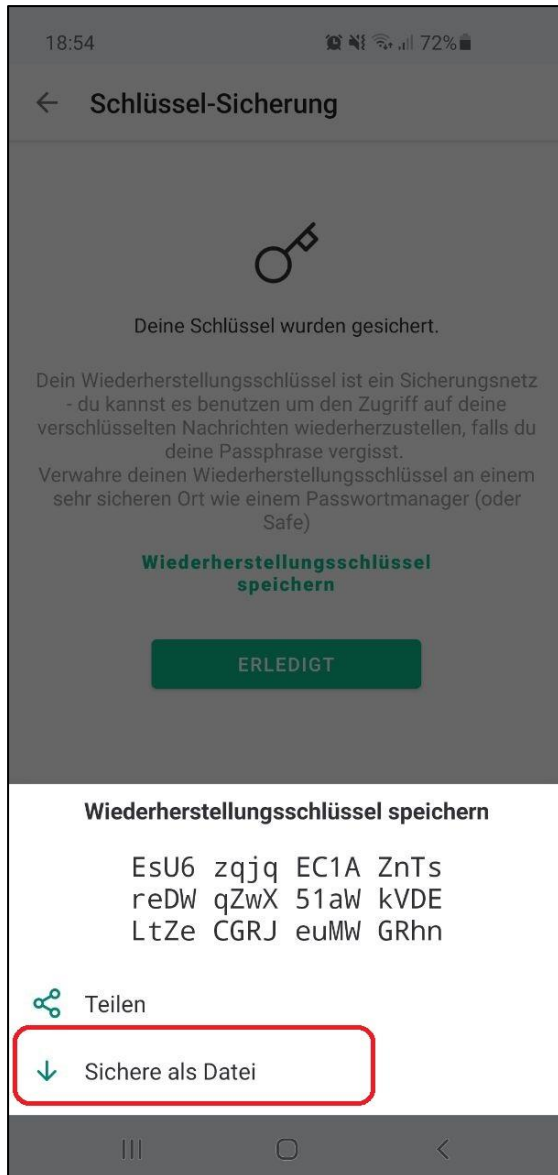 18:54 72%
Schlüssel-Sicherung
Deine Schlüssel wurden gesichert.
Dein Wiederherstellungsschlüssel ist ein Sicherungsnetz
- du kannst es benutzen um den Zugriff auf deine
verschlüsselten Nachrichten wiederherzustellen, falls du
deine Passphrase vergisst.
Verwahre deinen Wiederherstellungsschlüssel an einem
sehr sicheren Ort wie einem Passwortmanager (oder
Safe)
Wiederherstellungsschlüssel
speichern
ERLEDIGT
Wiederherstellungsschlüssel speichern
EsU6 zqjq EC1A ZnTs
reDW qZwX 51aW kVDE
LtZe CGRJ euMW GRhn
Teilen
Sichere als Datei